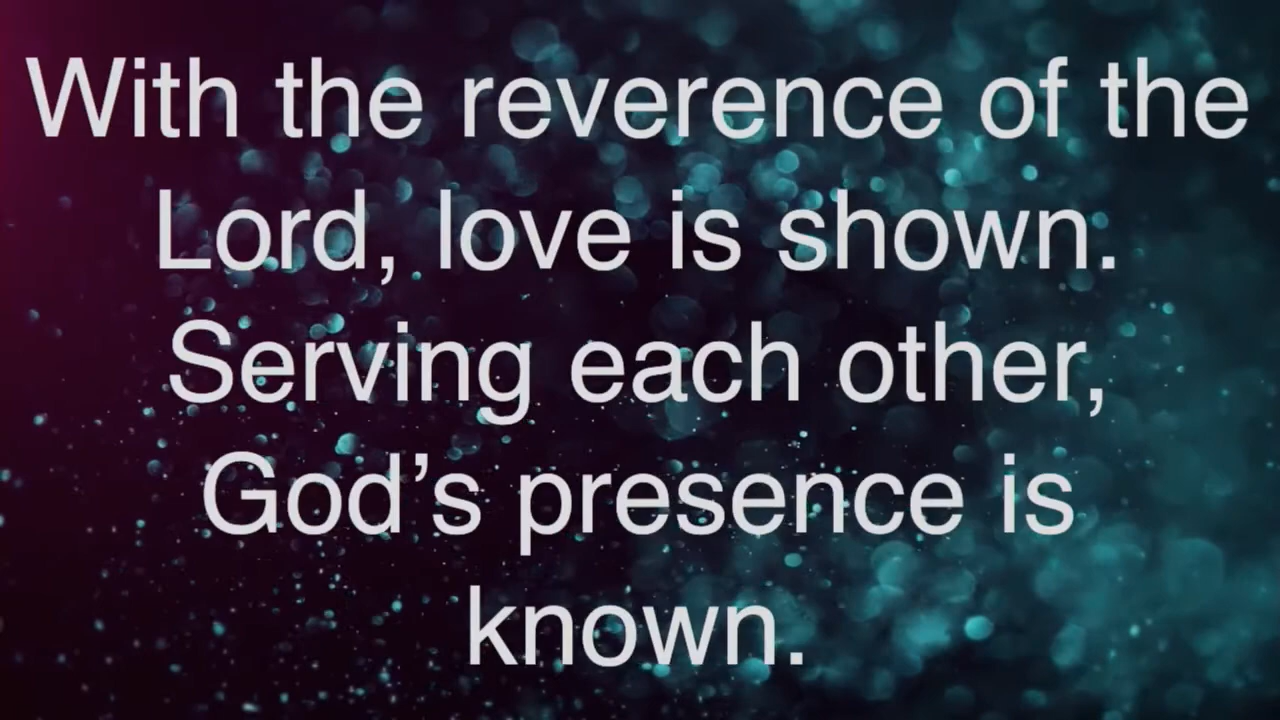 With the reverence of the
Lord, love is shown.
Serving each other,
God’s presence is
known.